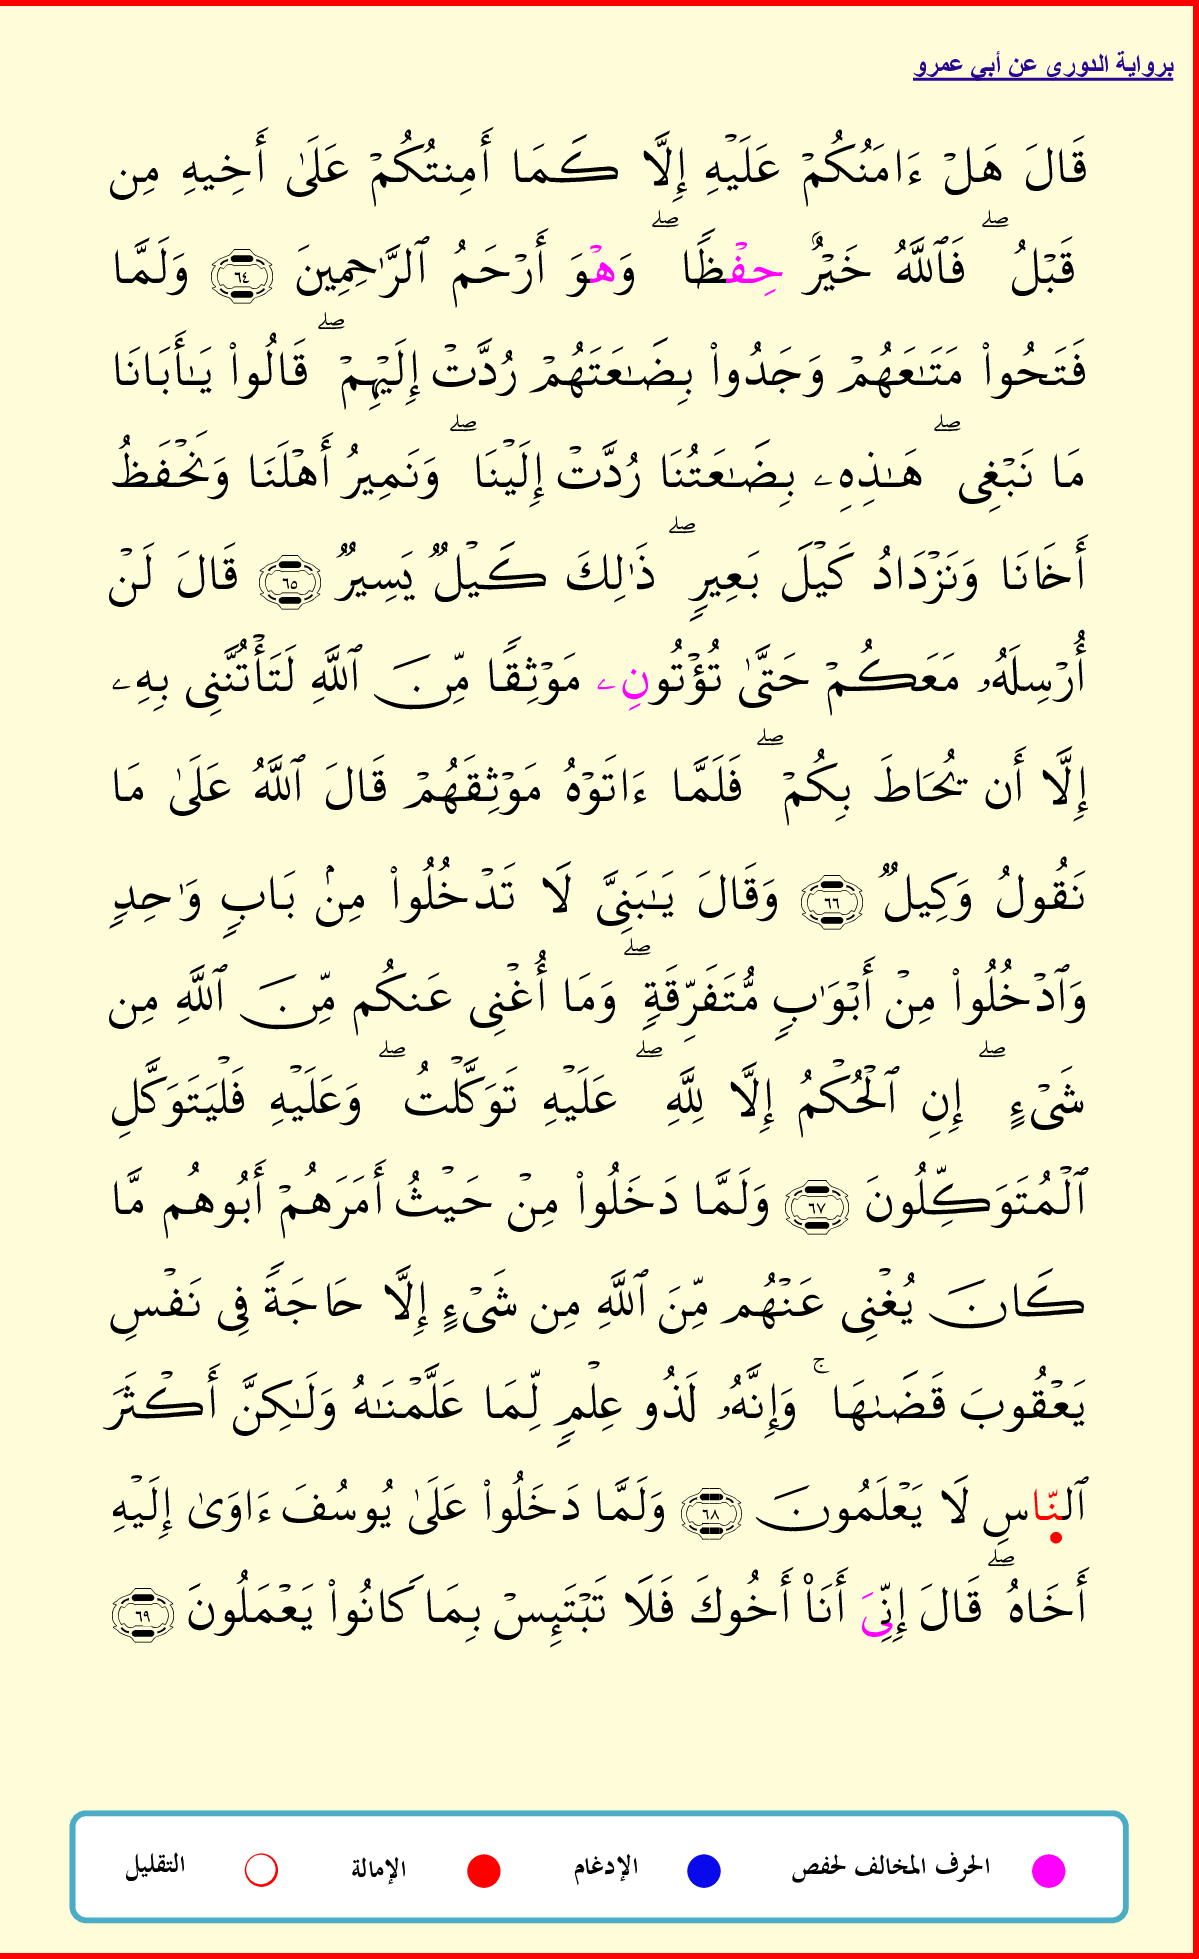 برواية الدورى عن أبى عمرو
قَالَ هَلْ ءَامَنُكُمْ عَلَيْهِ إِلَّا كَمَا أَمِنتُكُمْ عَلَىٰ أَخِيهِ مِن
قَبْلُ ۖ فَٱللَّهُ خَيْرٌ حِفْظًا ۖ وَهْوَ أَرْحَمُ ٱلرَّٰحِمِينَ ٦٤ وَلَمَّا
فَتَحُوا۟ مَتَـٰعَهُمْ وَجَدُوا۟ بِضَـٰعَتَهُمْ رُدَّتْ إِلَيْهِمْ ۖ قَالُوا۟ يَـٰأَبَانَا
مَا نَبْغِى ۖ هَـٰذِهِۦ بِضَـٰعَتُنَا رُدَّتْ إِلَيْنَا ۖ وَنَمِيرُ أَهْلَنَا وَنَحْفَظُ
أَخَانَا وَنَزْدَادُ كَيْلَ بَعِيرٍ ۖ ذَٰلِكَ كَيْلٌ يَسِيرٌ ٦٥ قَالَ لَنْ
أُرْسِلَهُۥ مَعَكُمْ حَتَّىٰ تُؤْتُونِۦ مَوْثِقًا مِّنَ ٱللَّهِ لَتَأْتُنَّنِى بِهِۦ
إِلَّا أَن يُحَاطَ بِكُمْ ۖ فَلَمَّا ءَاتَوْهُ مَوْثِقَهُمْ قَالَ ٱللَّهُ عَلَىٰ مَا
نَقُولُ وَكِيلٌ ٦٦ وَقَالَ يَـٰبَنِىَّ لَا تَدْخُلُوا۟ مِنۢ بَابٍ وَٰحِدٍ
وَٱدْخُلُوا۟ مِنْ أَبْوَٰبٍ مُّتَفَرِّقَةٍ ۖ وَمَا أُغْنِى عَنكُم مِّنَ ٱللَّهِ مِن
شَىْءٍ ۖ إِنِ ٱلْحُكْمُ إِلَّا لِلَّهِ ۖ عَلَيْهِ تَوَكَّلْتُ ۖ وَعَلَيْهِ فَلْيَتَوَكَّلِ
ٱلْمُتَوَكِّلُونَ ٦٧ وَلَمَّا دَخَلُوا۟ مِنْ حَيْثُ أَمَرَهُمْ أَبُوهُم مَّا
كَانَ يُغْنِى عَنْهُم مِّنَ ٱللَّهِ مِن شَىْءٍ إِلَّا حَاجَةً فِى نَفْسِ
يَعْقُوبَ قَضَىٰهَا ۚ وَإِنَّهُۥ لَذُو عِلْمٍ لِّمَا عَلَّمْنَـٰهُ وَلَـٰكِنَّ أَكْثَرَ
ٱلنَّاسِ لَا يَعْلَمُونَ ٦٨ وَلَمَّا دَخَلُوا۟ عَلَىٰ يُوسُفَ ءَاوَىٰ إِلَيْهِ
أَخَاهُ ۖ قَالَ إِنِّىَ أَنَا۠ أَخُوكَ فَلَا تَبْتَئِسْ بِمَا كَانُوا۟ يَعْمَلُونَ ٦٩
الحرف المخالف لحفص الإدغام الإمالة التقليل